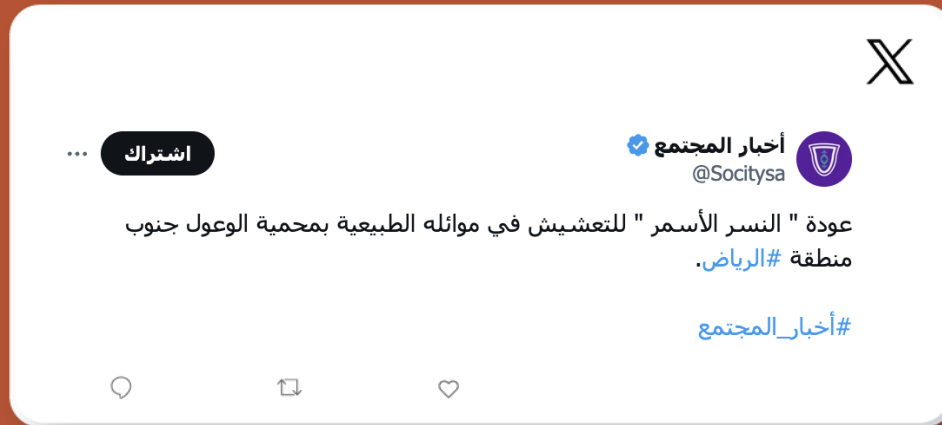 أخبار المجتمع
@Socitysa
اشتراك
عودة " النسر الأسمر " للتعشيش في موائله الطبيعية بمحمية الوعول جنوب
منطقة #الرياض.
#أخبار_المجتمع